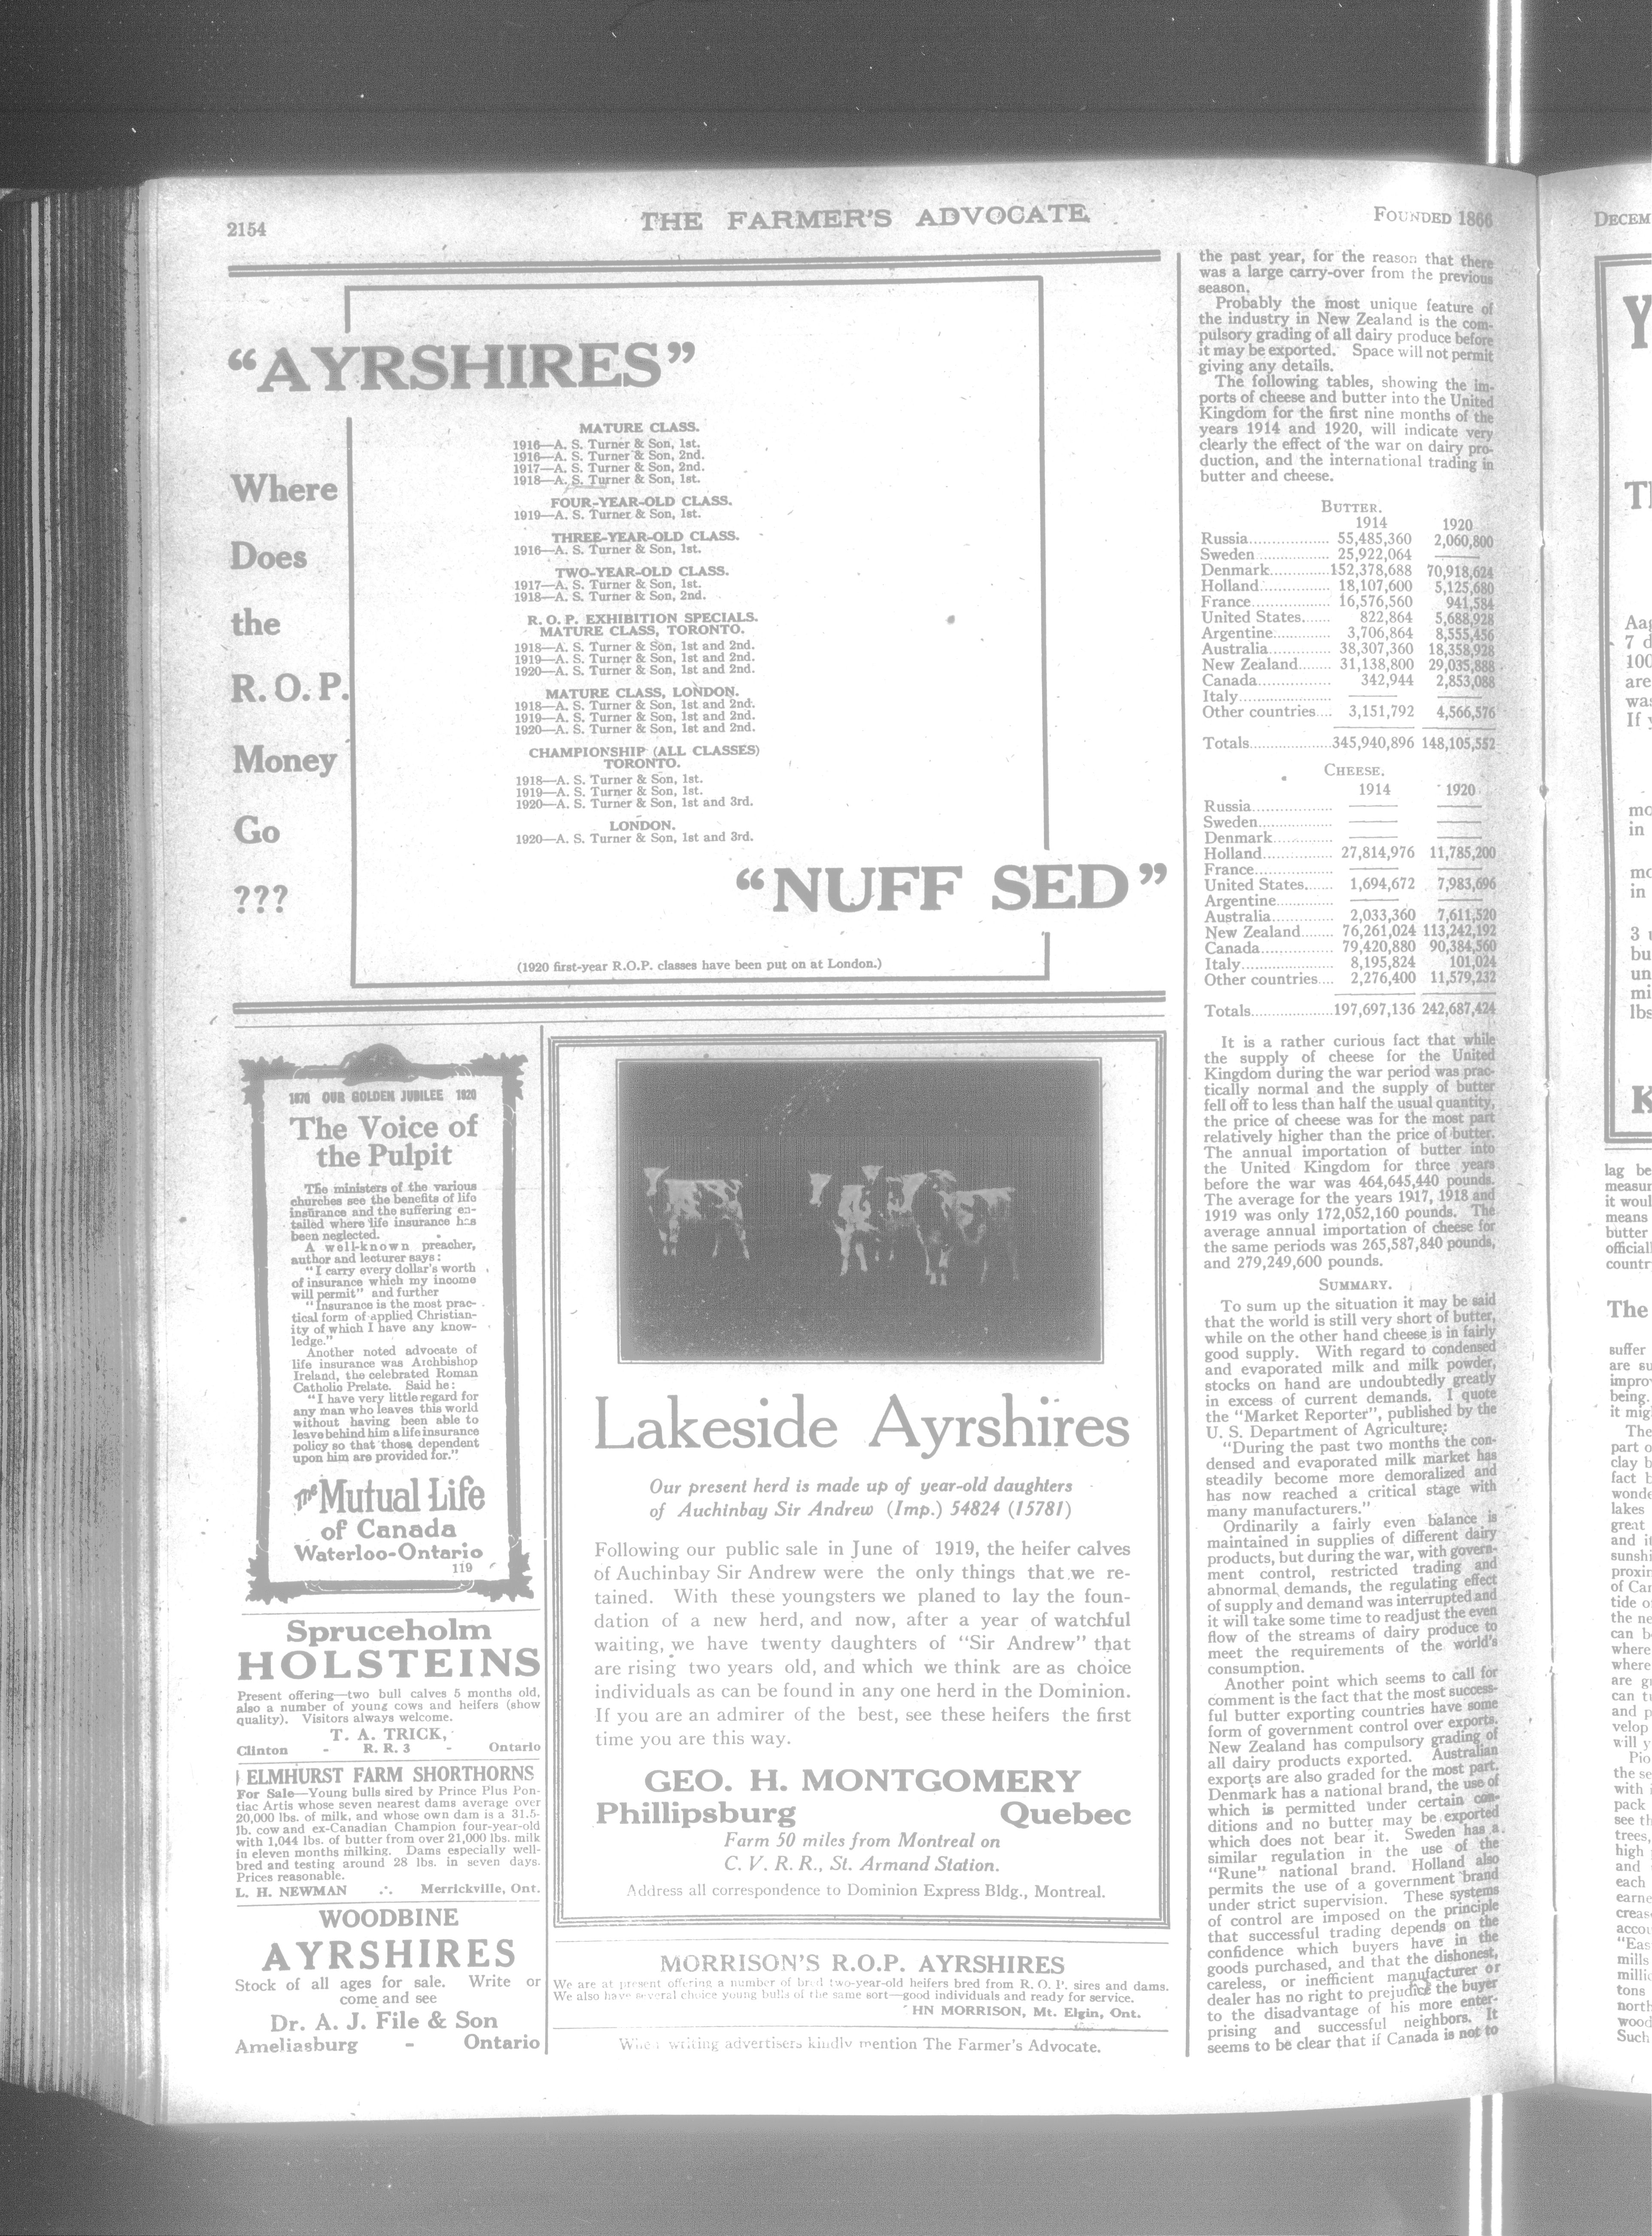 2154
THE FARMER'S ADVOCATE
FOUNDED 1866
"AYRSHIRES"
Where
Does
the
R. O. P.
Money
Go
???
MATURE CLASS.
1916—A. S. Turner & Son, 1st.
1916—A. S. Turner & Son, 2nd.
1917—A. S. Turner & Son, 2nd.
1918—A. S. Turner & Son, 1st.
FOUR-YEAR-OLD CLASS.
1919—A. S. Turner & Son, 1st.
THREE-YEAR-OLD CLASS.
1916—A. S. Turner & Son, 1st.
TWO-YEAR-OLD CLASS.
1917—A. S. Turner & Son, 1st.
1918—A. S. Turner & Son, 2nd.
R. O. P. EXHIBITION SPECIALS.
MATURE CLASS, TORONTO.
1918—A. S. Turner & Son, 1st and 2nd.
1919—A. S. Turner & Son, 1st and 2nd.
1920—A. S. Turner & Son, 1st and 2nd.
MATURE CLASS, LONDON.
1918—A. S. Turner & Son, 1st and 2nd.
1919—A. S. Turner & Son, 1st and 2nd.
1920—A. S. Turner & Son, 1st and 2nd.
CHAMPIONSHIP (ALL CLASSES)
TORONTO.
1918—A. S. Turner & Son, 1st.
1919—A. S. Turner & Son, 1st.
1920—A. S. Turner & Son, 1st and 3rd.
LONDON.
1920—A. S. Turner & Son, 1st and 3rd.
"NUFF SED"
(1920 first-year R.O.P. classes have been put on at London.)
1870 OUR GOLDEN JUBILEE 1920
The Voice of
the Pulpit
The ministers of the various
churches see the benefits of life
insurance and the suffering en-
tailed where life insurance has
been neglected.
A well-known preacher,
author and lecturer says:
"I carry every dollar's worth
of insurance which my income
will permit" and further
"Insurance is the most prac-
tical form of applied Christian-
ity of which I have any know-
ledge."
Another noted advocate of
life insurance was Archbishop
Ireland, the celebrated Roman
Catholic Prelate. Said he:
"I have very little regard for
any man who leaves this world
without having been able to
leave behind him a life insurance
policy so that those dependent
upon him are provided for."
The Mutual Life
of Canada
Waterloo-Ontario
119
Spruceholm
HOLSTEINS
Present offering—two bull calves 5 months old,
also a number of young cows and heifers (show
quality). Visitors always welcome.
T. A. TRICK,
Clinton - R. R. 3 - Ontario
ELMHURST FARM SHORTHORNS
For Sale—Young bulls sired by Prince Plus Pon-
tiac Artis whose seven nearest dams average over
20,000 lbs. of milk, and whose own dam is a 31.5-
lb. cow and ex-Canadian Champion four-year-old
with 1,044 lbs. of butter from over 21,000 lbs. milk
in eleven months milking. Dams especially well-
bred and testing around 28 lbs. in seven days.
Prices reasonable.
L. H. NEWMAN .·. Merrickville, Ont.
WOODBINE
AYRSHIRES
Stock of all ages for sale. Write or
come and see
Dr. A. J. File & Son
Ameliasburg - Ontario
Lakeside Ayrshires
Our present herd is made up of year-old daughters
of Auchinbay Sir Andrew (Imp.) 54824 (15781)
Following our public sale in June of 1919, the heifer calves
of Auchinbay Sir Andrew were the only things that we re-
tained. With these youngsters we planed to lay the foun-
dation of a new herd, and now, after a year of watchful
waiting, we have twenty daughters of "Sir Andrew" that
are rising two years old, and which we think are as choice
individuals as can be found in any one herd in the Dominion.
If you are an admirer of the best, see these heifers the first
time you are this way.
GEO. H. MONTGOMERY
Phillipsburg Quebec
Farm 50 miles from Montreal on
C. V. R. R., St. Armand Station.
Address all correspondence to Dominion Express Bldg., Montreal.
MORRISON'S R.O.P. AYRSHIRES
We are at present offering a number of bred two-year-old heifers bred from R. O. P. sires and dams.
We also have several choice young bulls of the same sort—good individuals and ready for service.
HN MORRISON, Mt. Elgin, Ont.
When writing advertisers kindly mention The Farmer's Advocate.
the past year, for the reason that there
was a large carry-over from the previous
season.
Probably the most unique feature of
the industry in New Zealand is the com-
pulsory grading of all dairy produce before
it may be exported. Space will not permit
giving any details.
The following tables, showing the im-
ports of cheese and butter into the United
Kingdom for the first nine months of the
years 1914 and 1920, will indicate very
clearly the effect of the war on dairy pro-
duction, and the international trading in
butter and cheese.
BUTTER.
1914 1920
Russia 55,485,360 2,060,800
Sweden 25,922,064 ———
Denmark 152,378,688 70,918,624
Holland 18,107,600 5,125,680
France 16,576,560 941,584
United States 822,864 5,688,928
Argentine 3,706,864 8,555,456
Australia 38,307,360 18,358,928
New Zealand 31,138,800 29,035,888
Canada 342,944 2,853,088
Italy ——— ———
Other countries 3,151,792 4,566,576
Totals 345,940,896 148,105,552
CHEESE.
1914 1920
Russia ——— ———
Sweden ——— ———
Denmark ——— ———
Holland 27,814,976 11,785,200
France ——— ———
United States 1,694,672 7,983,696
Argentine ——— ———
Australia 2,033,360 7,611,520
New Zealand 76,261,024 113,242,192
Canada 79,420,880 90,384,560
Italy 8,195,824 101,024
Other countries 2,276,400 11,579,232
Totals 197,697,136 242,687,424
It is a rather curious fact that while
the supply of cheese for the United
Kingdom during the war period was prac-
tically normal and the supply of butter
fell off to less than half the usual quantity,
the price of cheese was for the most part
relatively higher than the price of butter.
The annual importation of butter into
the United Kingdom for three years
before the war was 464,645,440 pounds.
The average for the years 1917, 1918 and
1919 was only 172,052,160 pounds. The
average annual importation of cheese for
the same periods was 265,587,840 pounds,
and 279,249,600 pounds.
SUMMARY.
To sum up the situation it may be said
that the world is still very short of butter,
while on the other hand cheese is in fairly
good supply. With regard to condensed
and evaporated milk and milk powder,
stocks on hand are undoubtedly greatly
in excess of current demands. I quote
the "Market Reporter", published by the
U. S. Department of Agriculture:
"During the past two months the con-
densed and evaporated milk market has
steadily become more demoralized and
has now reached a critical stage with
many manufacturers."
Ordinarily a fairly even balance is
maintained in supplies of different dairy
products, but during the war, with govern-
ment control, restricted trading and
abnormal demands, the regulating effect
of supply and demand was interrupted and
it will take some time to readjust the even
flow of the streams of dairy produce to
meet the requirements of the world's
consumption.
Another point which seems to call for
comment is the fact that the most success-
ful butter exporting countries have some
form of government control over exports.
New Zealand has compulsory grading of
all dairy products exported. Australian
exports are also graded for the most part.
Denmark has a national brand, the use of
which is permitted under certain con-
ditions and no butter may be exported
which does not bear it. Sweden has a
similar regulation in the use of the
"Rune" national brand. Holland also
permits the use of a government brand
under strict supervision. These systems
of control are imposed on the principle
that successful trading depends on the
confidence which buyers have in the
goods purchased, and that the dishonest,
careless, or inefficient manufacturer or
dealer has no right to prejudice the buyer
to the disadvantage of his more enter-
prising and successful neighbors. It
seems to be clear that if Canada is not to
DECEM